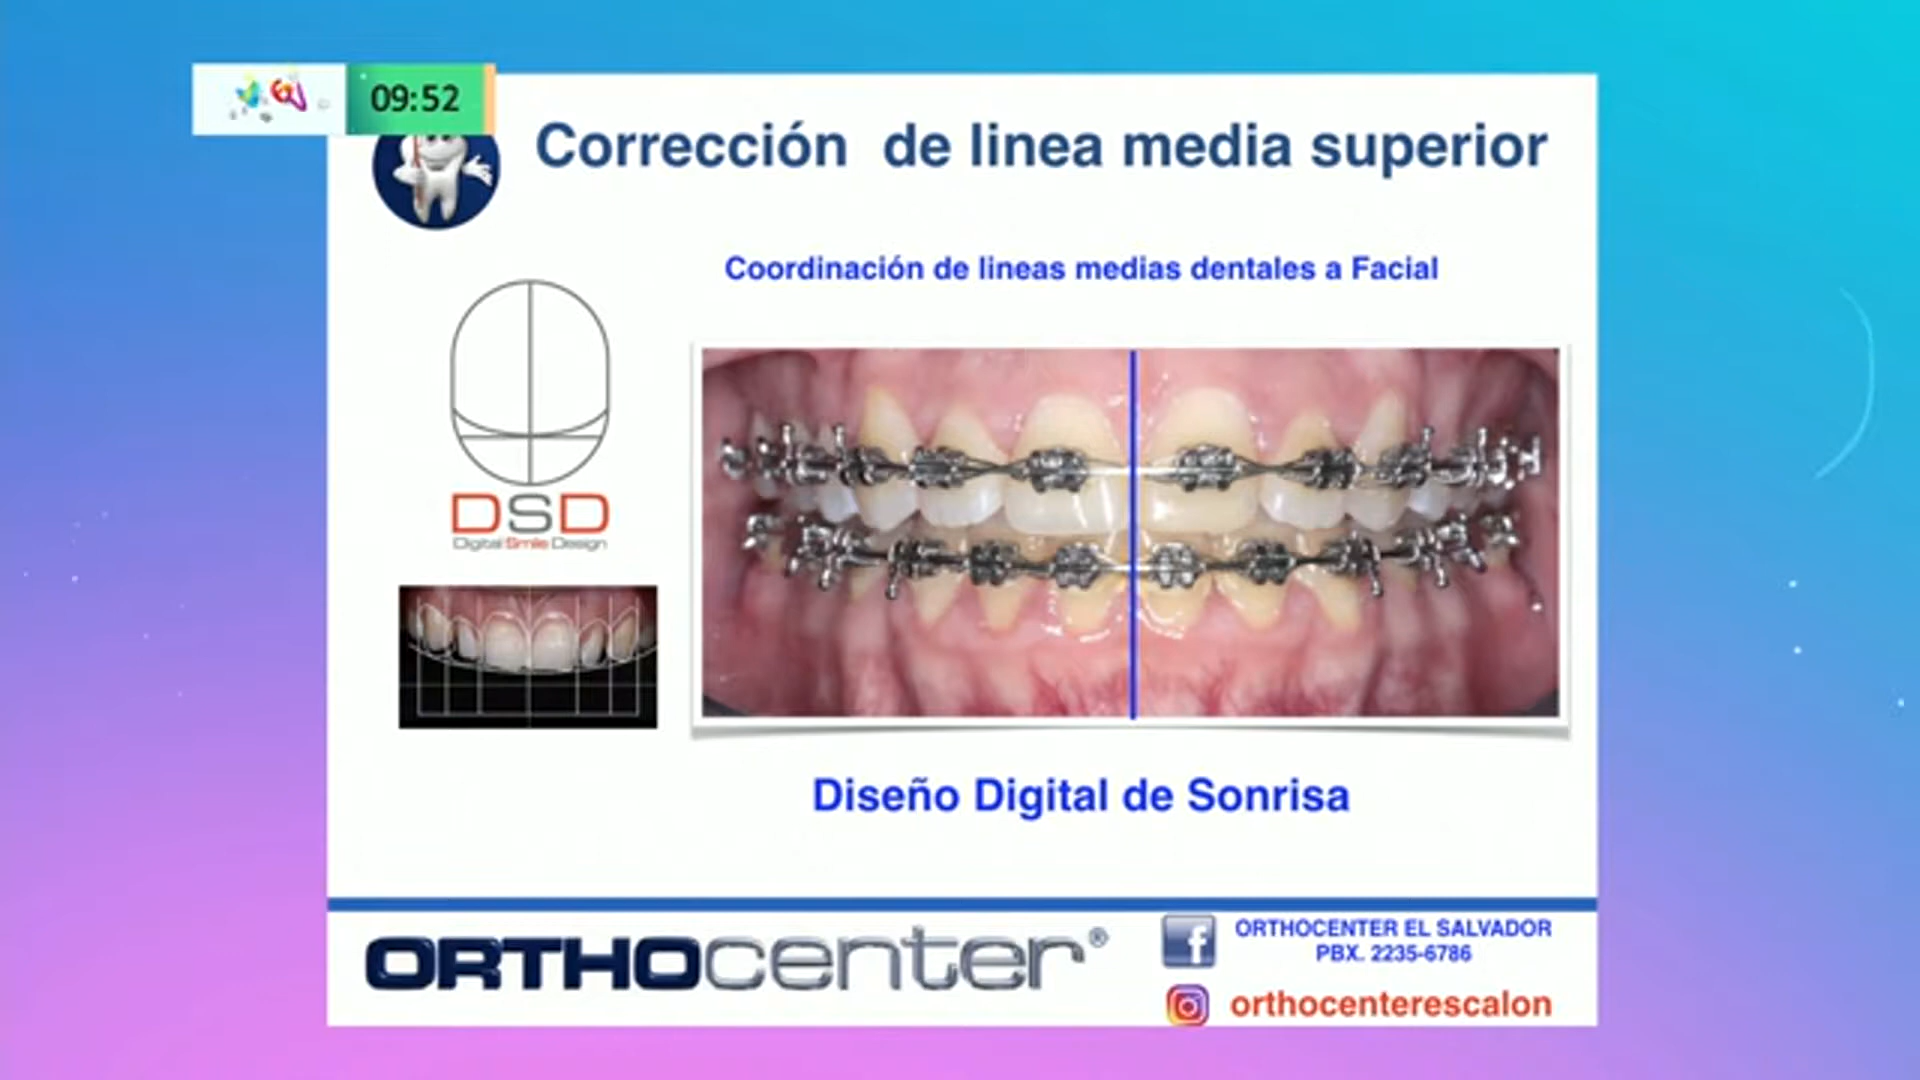 09:52
Corrección de linea media superior
Coordinación de lineas medias dentales a Facial
DSD
Digital Smile Design
Diseño Digital de Sonrisa
ORTHOcenter®
ORTHOCENTER EL SALVADOR
PBX. 2235-6786
orthocenterescalon